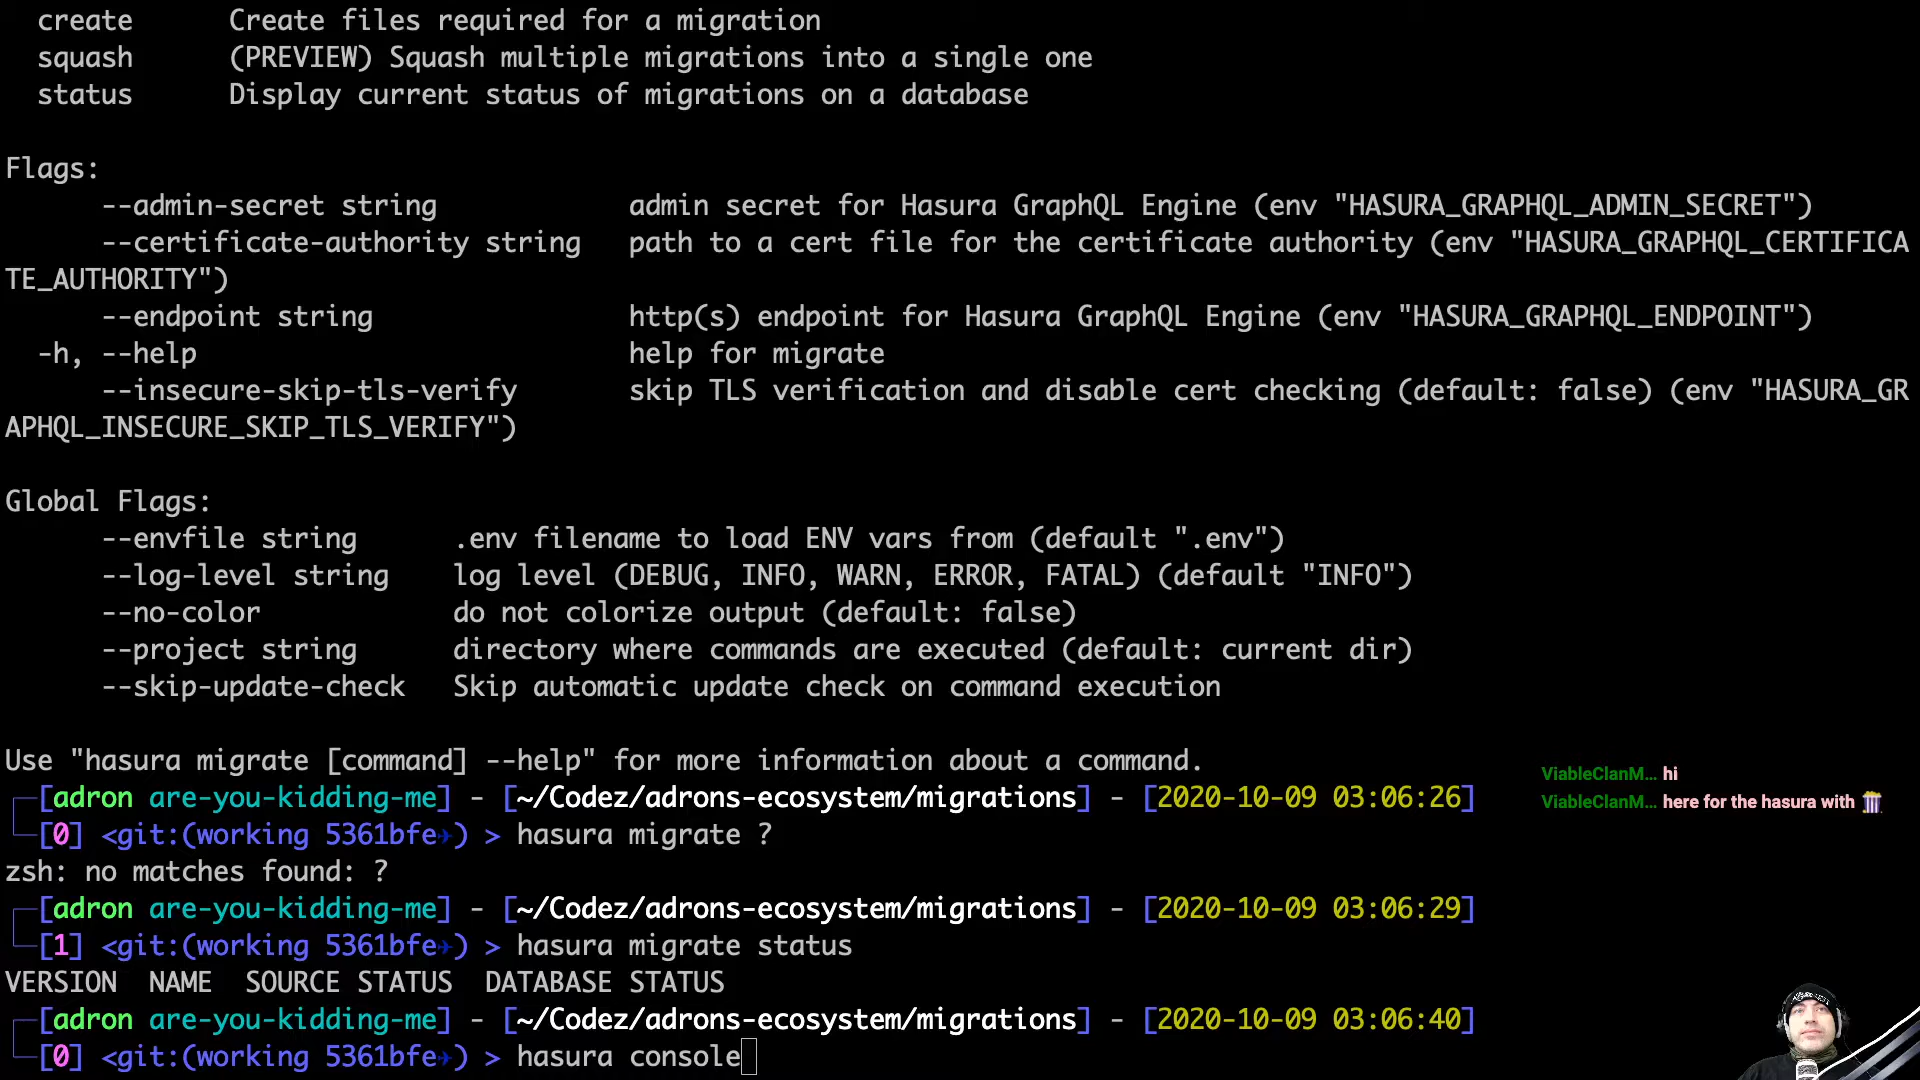 create      Create files required for a migration
squash      (PREVIEW) Squash multiple migrations into a single one
status      Display current status of migrations on a database
Flags:
--admin-secret string            admin secret for Hasura GraphQL Engine (env "HASURA_GRAPHQL_ADMIN_SECRET")
--certificate-authority string   path to a cert file for the certificate authority (env "HASURA_GRAPHQL_CERTIFICA
TE_AUTHORITY")
--endpoint string                http(s) endpoint for Hasura GraphQL Engine (env "HASURA_GRAPHQL_ENDPOINT")
-h, --help                           help for migrate
--insecure-skip-tls-verify       skip TLS verification and disable cert checking (default: false) (env "HASURA_GR
APHQL_INSECURE_SKIP_TLS_VERIFY")
Global Flags:
--envfile string      .env filename to load ENV vars from (default ".env")
--log-level string    log level (DEBUG, INFO, WARN, ERROR, FATAL) (default "INFO")
--no-color            do not colorize output (default: false)
--project string      directory where commands are executed (default: current dir)
--skip-update-check   Skip automatic update check on command execution
Use "hasura migrate [command] --help" for more information about a command.
ViableClanM... hi
[adron are-you-kidding-me] - [~/Codez/adrons-ecosystem/migrations] - [2020-10-09 03:06:26]
ViableClanM... here for the hasura with 🍿
[0] <git:(working 5361bfe✈) > hasura migrate ?
zsh: no matches found: ?
[adron are-you-kidding-me] - [~/Codez/adrons-ecosystem/migrations] - [2020-10-09 03:06:29]
[1] <git:(working 5361bfe✈) > hasura migrate status
VERSION  NAME  SOURCE STATUS  DATABASE STATUS
[adron are-you-kidding-me] - [~/Codez/adrons-ecosystem/migrations] - [2020-10-09 03:06:40]
[0] <git:(working 5361bfe✈) > hasura console